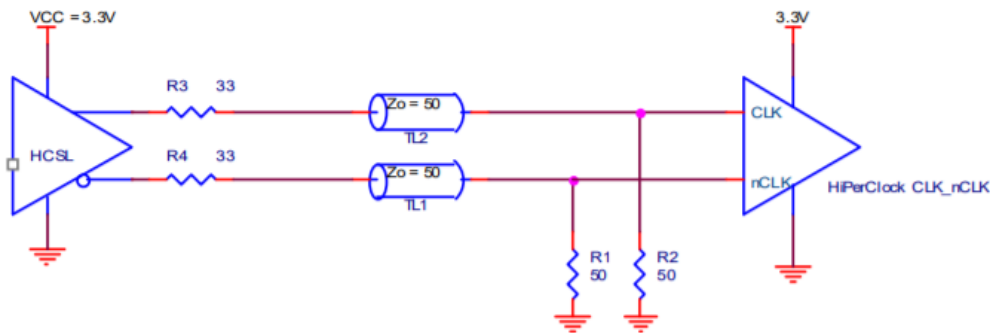 VCC = 3.3V
3.3V
R3 33
Zo = 50
TL2
CLK
HCSL
R4 33
Zo = 50
TL1
nCLK
HiPerClock CLK_nCLK
R1
50
R2
50